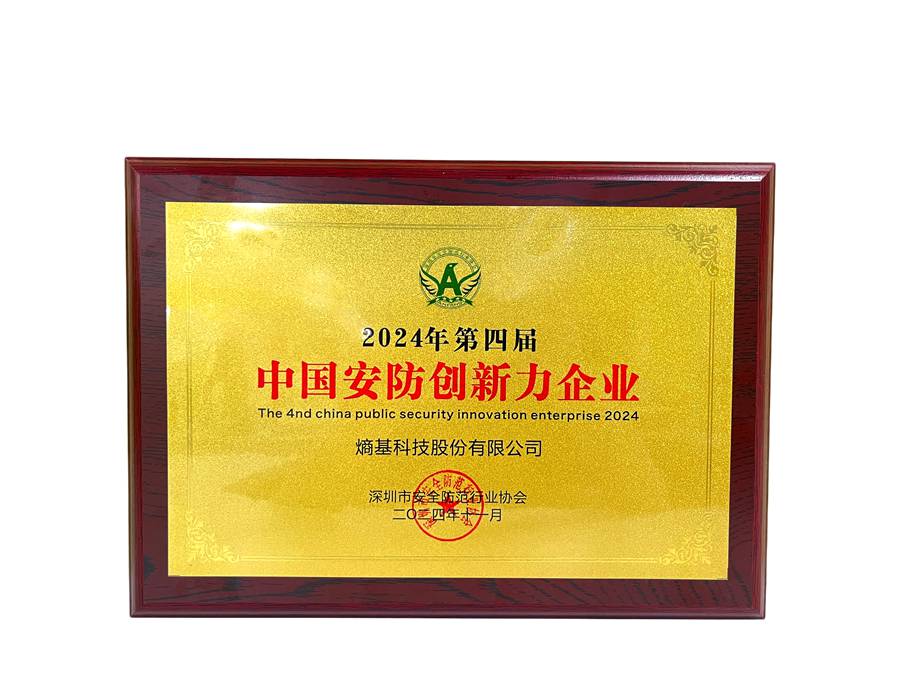 2024年第四届
中国安防创新力企业
The 4nd china public security innovation enterprise 2024
熵基科技股份有限公司
深圳市安全防范行业协会
二〇二四年十一月